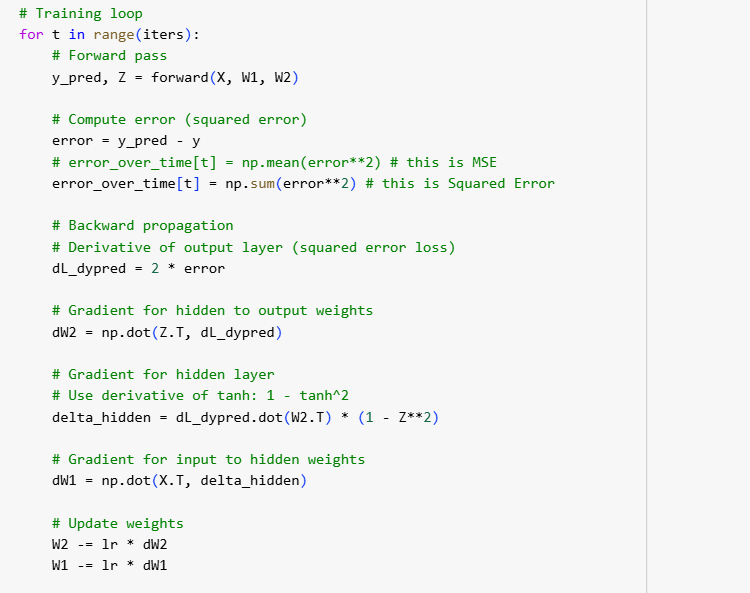 # Training loop
for t in range(iters):
    # Forward pass
    y_pred, Z = forward(X, W1, W2)

    # Compute error (squared error)
    error = y_pred - y
    # error_over_time[t] = np.mean(error**2) # this is MSE
    error_over_time[t] = np.sum(error**2) # this is Squared Error

    # Backward propagation
    # Derivative of output layer (squared error loss)
    dL_dypred = 2 * error

    # Gradient for hidden to output weights
    dW2 = np.dot(Z.T, dL_dypred)

    # Gradient for hidden layer
    # Use derivative of tanh: 1 - tanh^2
    delta_hidden = dL_dypred.dot(W2.T) * (1 - Z**2)

    # Gradient for input to hidden weights
    dW1 = np.dot(X.T, delta_hidden)

    # Update weights
    W2 -= lr * dW2
    W1 -= lr * dW1